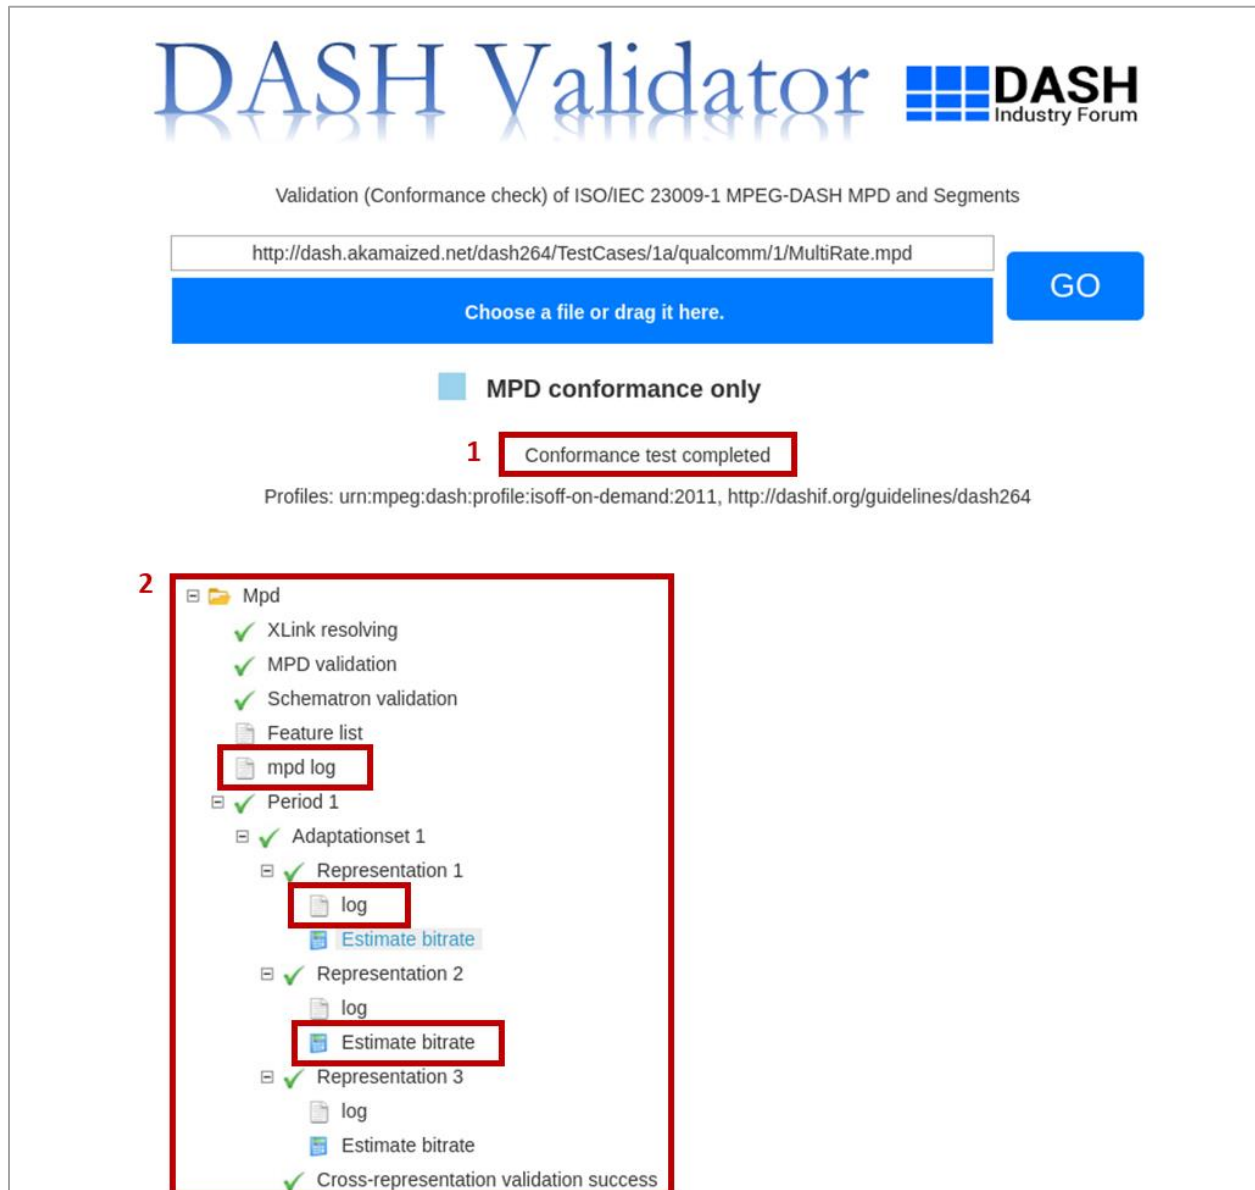 DASH Validator
DASH
Industry Forum
Validation (Conformance check) of ISO/IEC 23009-1 MPEG-DASH MPD and Segments
http://dash.akamaized.net/dash264/TestCases/1a/qualcomm/1/MultiRate.mpd
GO
Choose a file or drag it here.
MPD conformance only
1 Conformance test completed
Profiles: urn:mpeg:dash:profile:isoff-on-demand:2011, http://dashif.org/guidelines/dash264
2
Mpd
XLink resolving
MPD validation
Schematron validation
Feature list
mpd log
Period 1
Adaptationset 1
Representation 1
log
Estimate bitrate
Representation 2
log
Estimate bitrate
Representation 3
log
Estimate bitrate
Cross-representation validation success